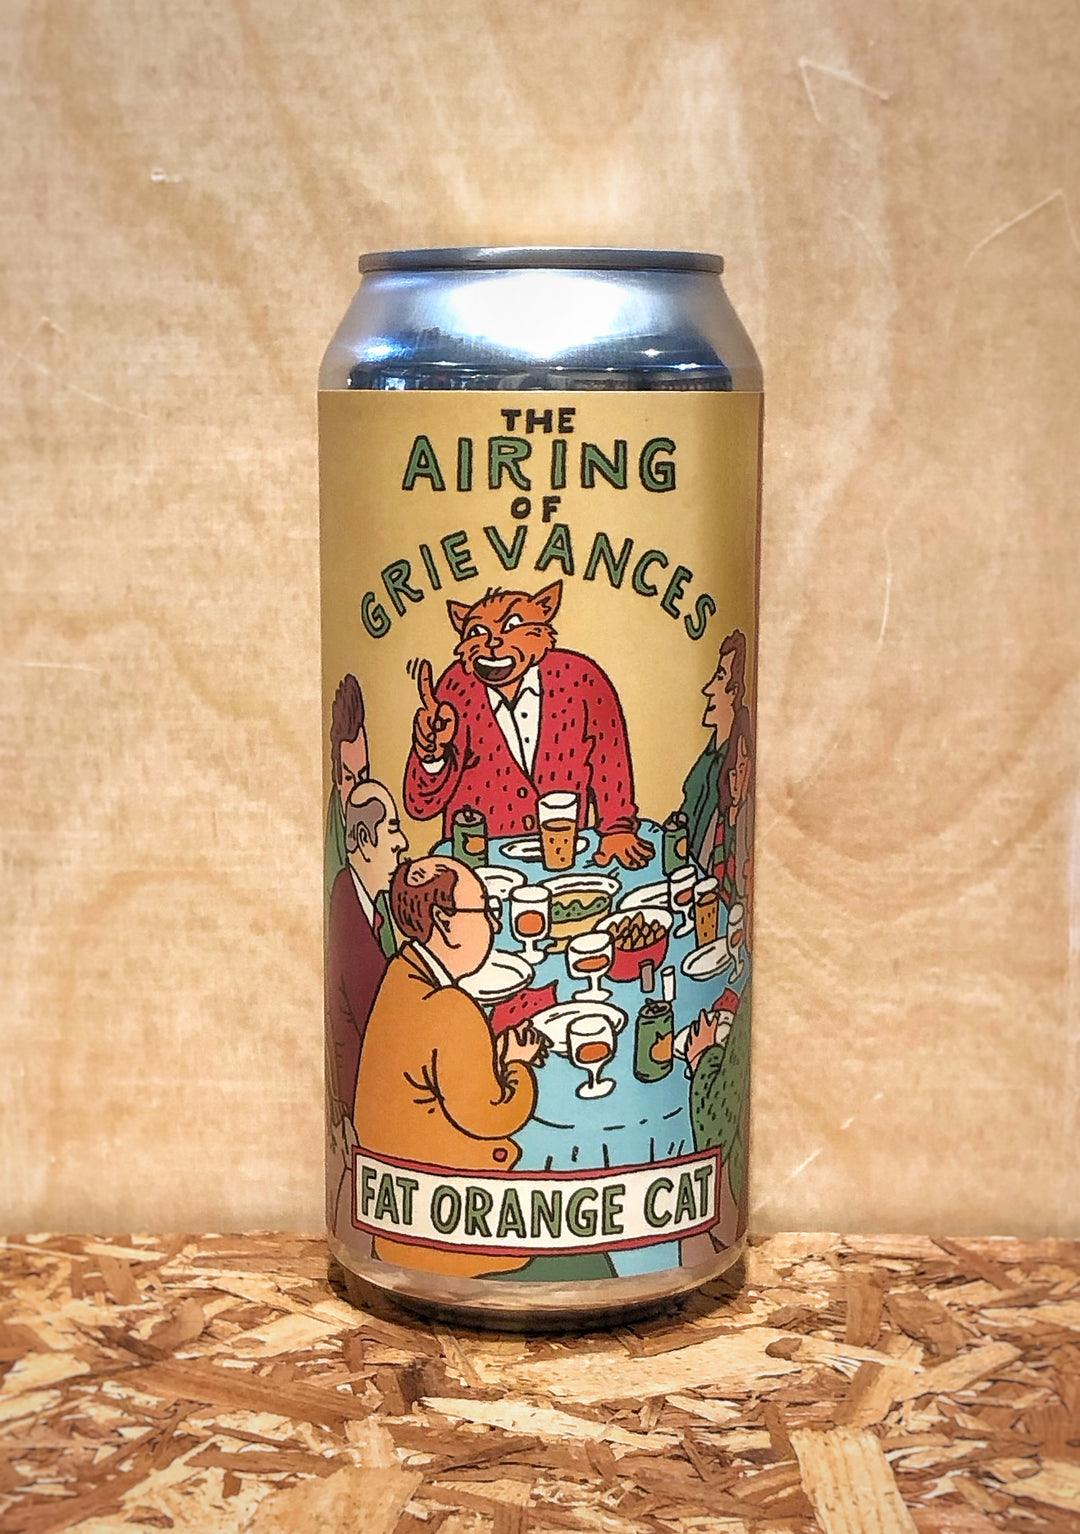 THE
AIRING
OF
GRIEVANCES
FAT ORANGE CAT